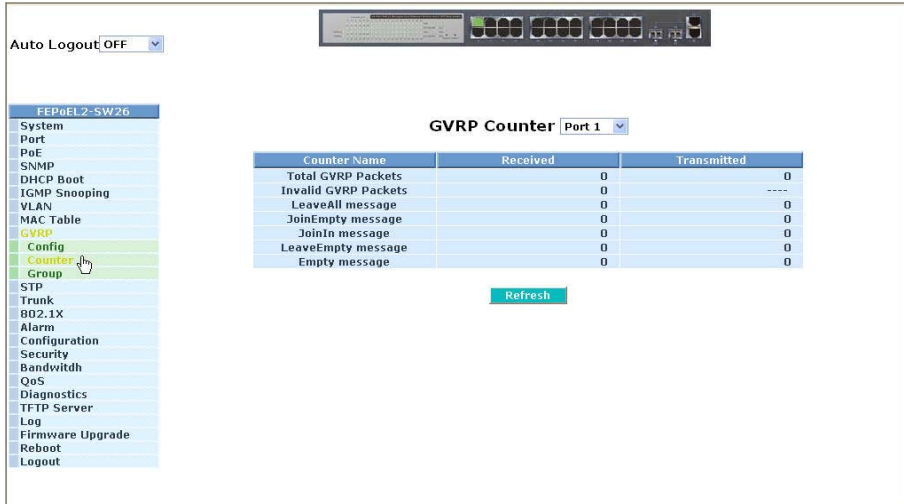 Auto Logout OFF
FEPoEL2-SW26
System
Port
PoE
SNMP
DHCP Boot
IGMP Snooping
VLAN
MAC Table
GVRP
Config
Counter
Group
STP
Trunk
802.1X
Alarm
Configuration
Security
Bandwitdh
QoS
Diagnostics
TFTP Server
Log
Firmware Upgrade
Reboot
Logout
GVRP Counter Port 1
Counter Name Received Transmitted
Total GVRP Packets 0 0
Invalid GVRP Packets 0 ----
LeaveAll message 0 0
JoinEmpty message 0 0
JoinIn message 0 0
LeaveEmpty message 0 0
Empty message 0 0
Refresh